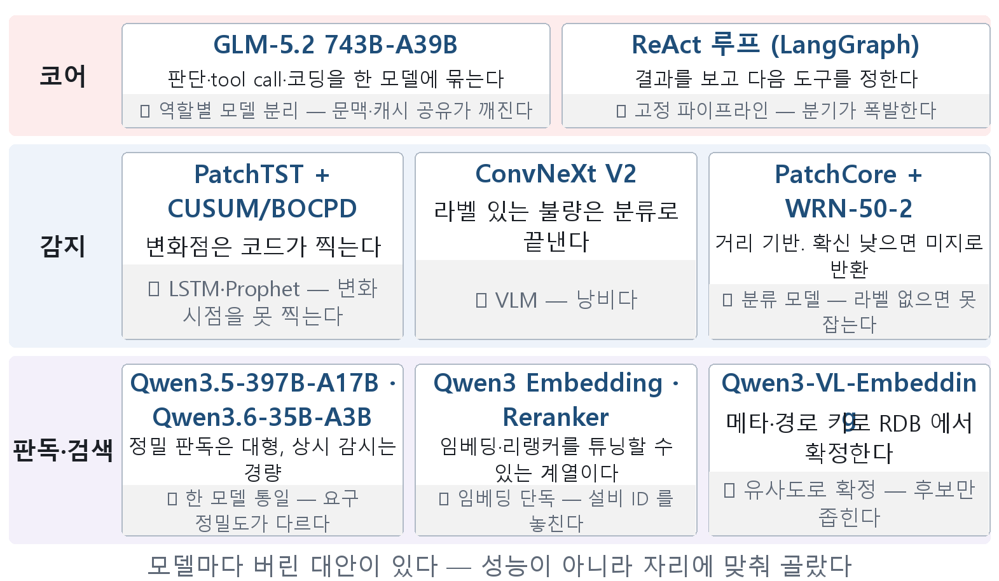 코어
GLM-5.2 743B-A39B
판단·tool call·코딩을 한 모델에 묶는다
▯ 역할별 모델 분리 — 문맥·캐시 공유가 깨진다
ReAct 루프 (LangGraph)
결과를 보고 다음 도구를 정한다
▯ 고정 파이프라인 — 분기가 폭발한다
감지
PatchTST +
CUSUM/BOCPD
변화점은 코드가 찍는다
▯ LSTM·Prophet — 변화
시점을 못 찍는다
ConvNeXt V2
라벨 있는 불량은 분류로
끝낸다
▯ VLM — 낭비다
PatchCore +
WRN-50-2
거리 기반. 확신 낮으면 미지로
반환
▯ 분류 모델 — 라벨 없으면 못
잡는다
판독·검색
Qwen3.5-397B-A17B ·
Qwen3.6-35B-A3B
정밀 판독은 대형, 상시 감시는
경량
▯ 한 모델 통일 — 요구
정밀도가 다르다
Qwen3 Embedding ·
Reranker
임베딩·리랭커를 튜닝할 수
있는 계열이다
▯ 임베딩 단독 — 설비 ID 를
놓친다
Qwen3-VL-Embeddin
g
메타·경로 키로 RDB 에서
확정한다
▯ 유사도로 확정 — 후보만
좁힌다
모델마다 버린 대안이 있다 — 성능이 아니라 자리에 맞춰 골랐다